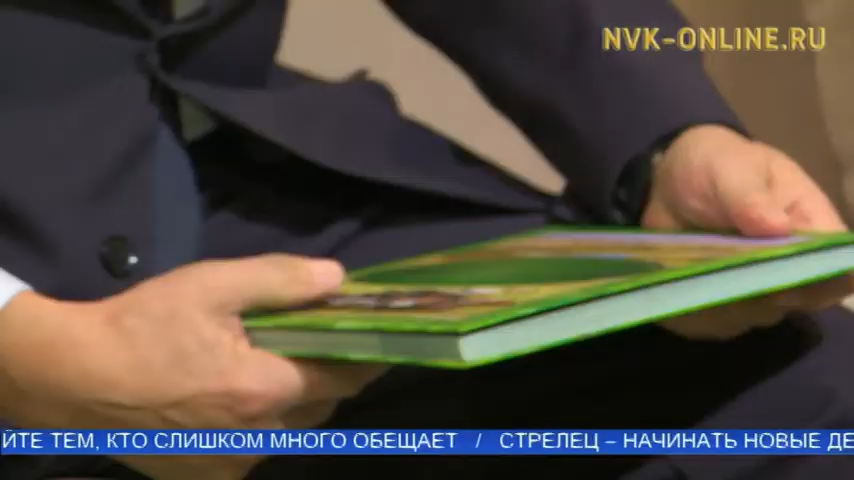 NVK-ONLINE.RU
ЙТЕ ТЕМ, КТО СЛИШКОМ МНОГО ОБЕЩАЕТ / СТРЕЛЕЦ – НАЧИНАТЬ НОВЫЕ ДЕ